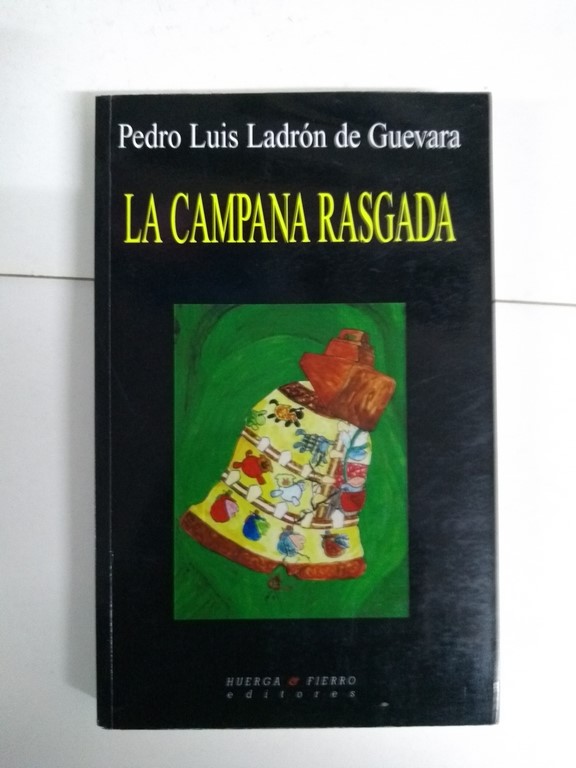 Pedro Luis Ladrón de Guevara
LA CAMPANA RASGADA
HUERGA & FIERRO
editores